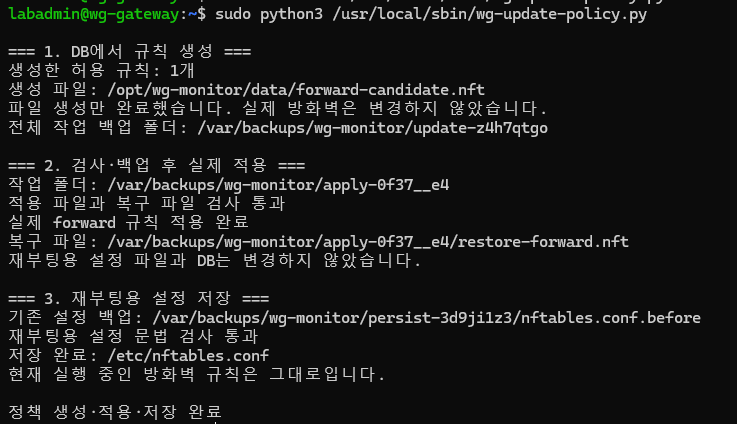 labadmin@wg-gateway:~$ sudo python3 /usr/local/sbin/wg-update-policy.py
=== 1. DB에서 규칙 생성 ===
생성한 허용 규칙: 1개
생성 파일: /opt/wg-monitor/data/forward-candidate.nft
파일 생성만 완료했습니다. 실제 방화벽은 변경하지 않았습니다.
전체 작업 백업 폴더: /var/backups/wg-monitor/update-z4h7qtgo
=== 2. 검사·백업 후 실제 적용 ===
작업 폴더: /var/backups/wg-monitor/apply-0f37__e4
적용 파일과 복구 파일 검사 통과
실제 forward 규칙 적용 완료
복구 파일: /var/backups/wg-monitor/apply-0f37__e4/restore-forward.nft
재부팅용 설정 파일과 DB는 변경하지 않았습니다.
=== 3. 재부팅용 설정 저장 ===
기존 설정 백업: /var/backups/wg-monitor/persist-3d9ji1z3/nftables.conf.before
재부팅용 설정 문법 검사 통과
저장 완료: /etc/nftables.conf
현재 실행 중인 방화벽 규칙은 그대로입니다.
정책 생성·적용·저장 완료